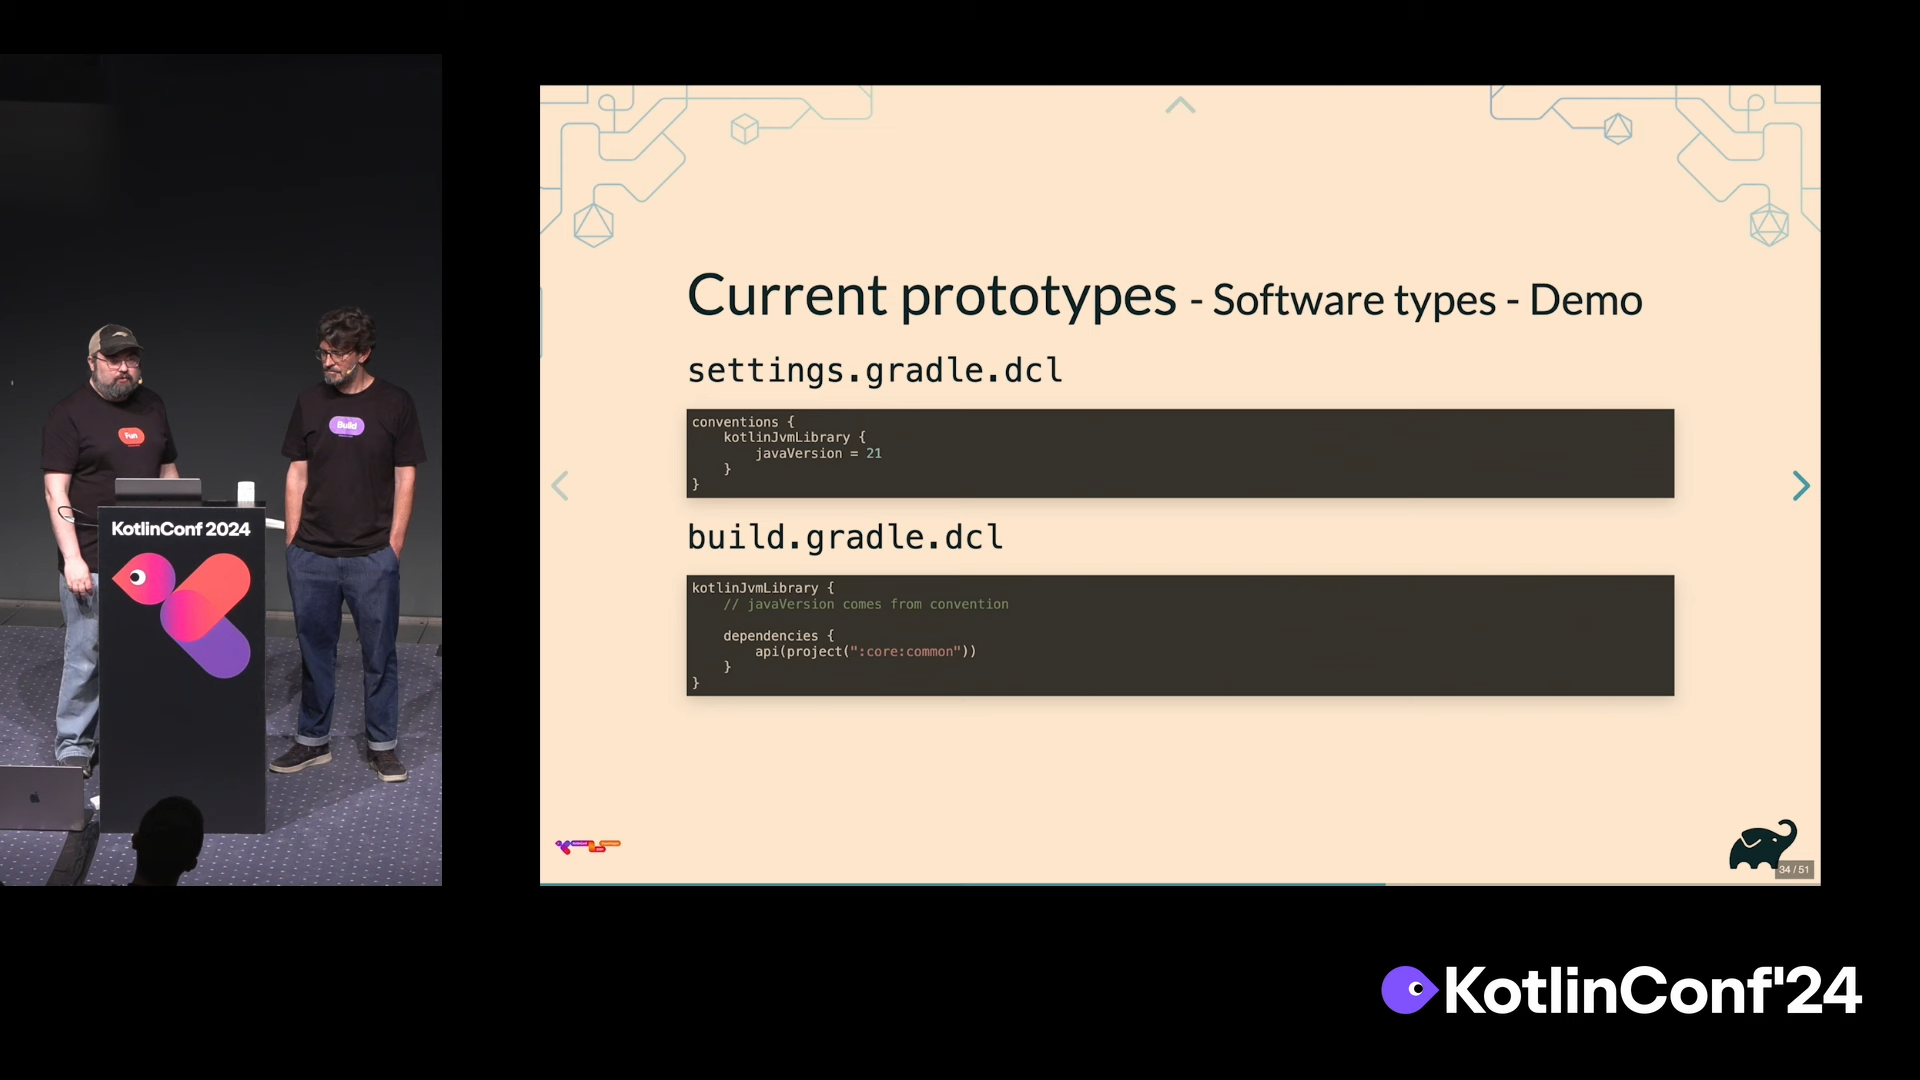 Fun
Build
KotlinConf 2024
Current prototypes - Software types - Demo
settings.gradle.dcl
conventions {
    kotlinJvmLibrary {
        javaVersion = 21
    }
}
build.gradle.dcl
kotlinJvmLibrary {
    // javaVersion comes from convention
    dependencies {
        api(project(":core:common"))
    }
}
34 / 51
KotlinConf'24